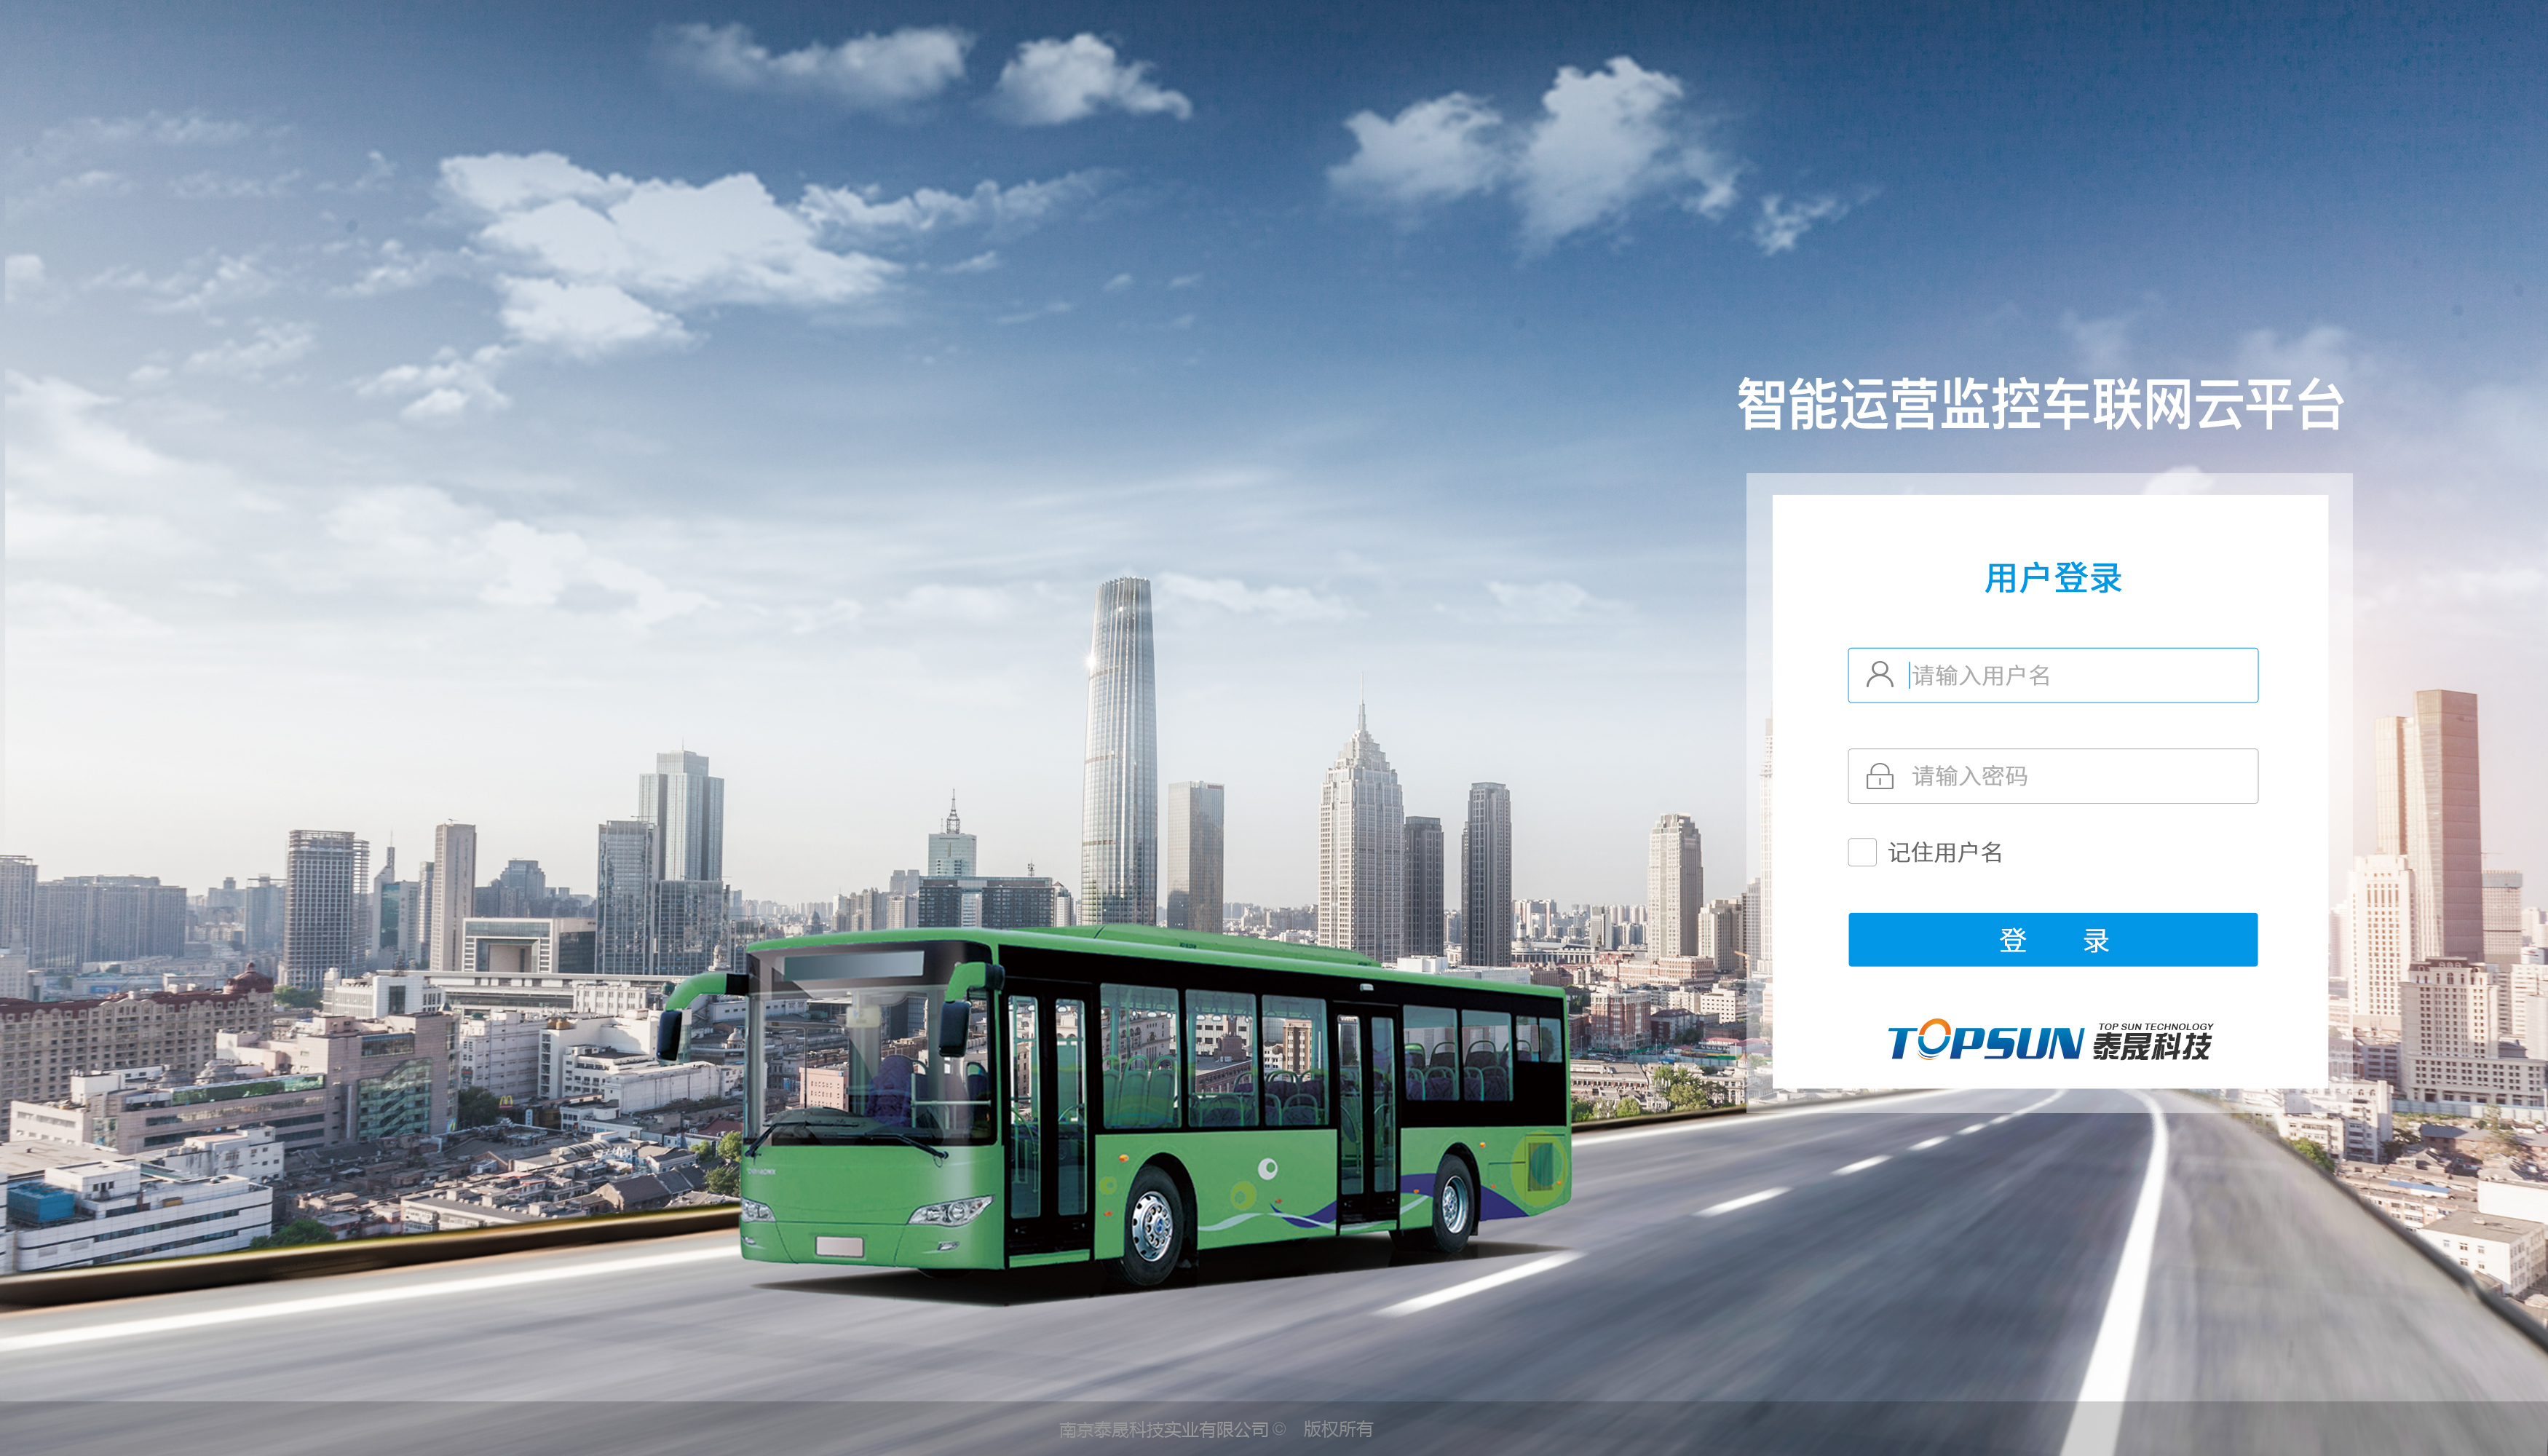 智能运营监控车联网云平台
用户登录
请输入用户名
请输入密码
记住用户名
登 录
TOPSUN TOP SUN TECHNOLOGY
泰晟科技
南京泰晟科技实业有限公司 © 版权所有